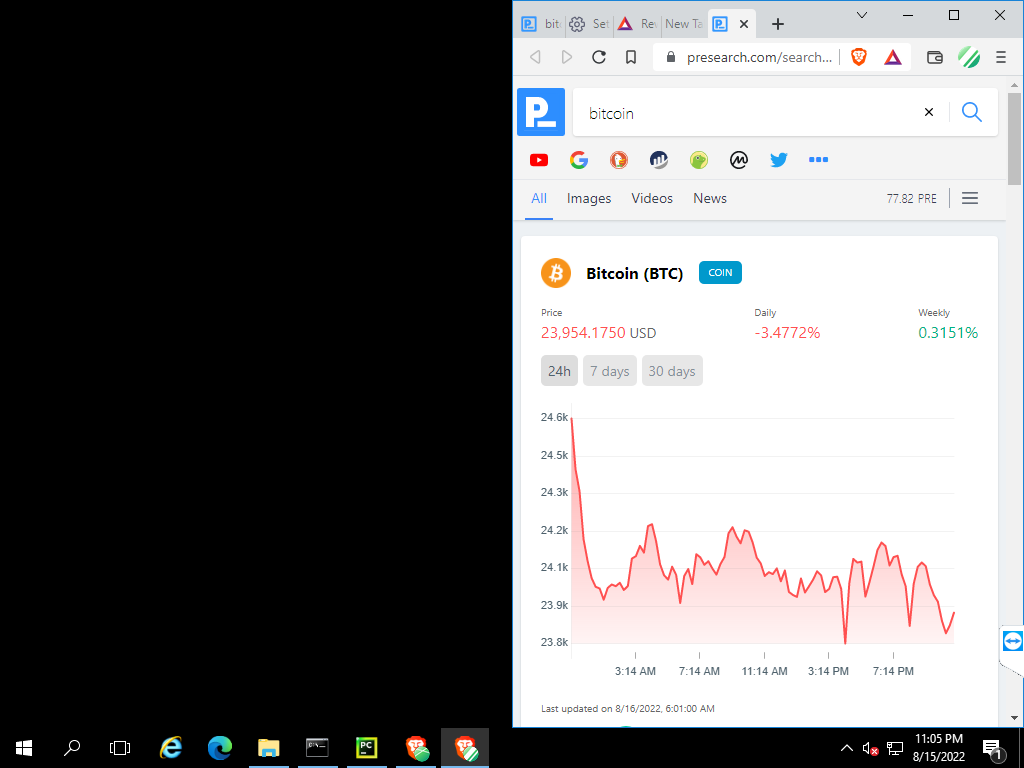 bit
Set
Rev
New Ta
presearch.com/search...
P_
bitcoin
All Images Videos News 77.82 PRE
Bitcoin (BTC) COIN
Price Daily Weekly
23,954.1750 USD -3.4772% 0.3151%
24h 7 days 30 days
24.6k
24.5k
24.3k
24.2k
24.1k
23.9k
23.8k
3:14 AM 7:14 AM 11:14 AM 3:14 PM 7:14 PM
Last updated on 8/16/2022, 6:01:00 AM
PC
11:05 PM
8/15/2022
1